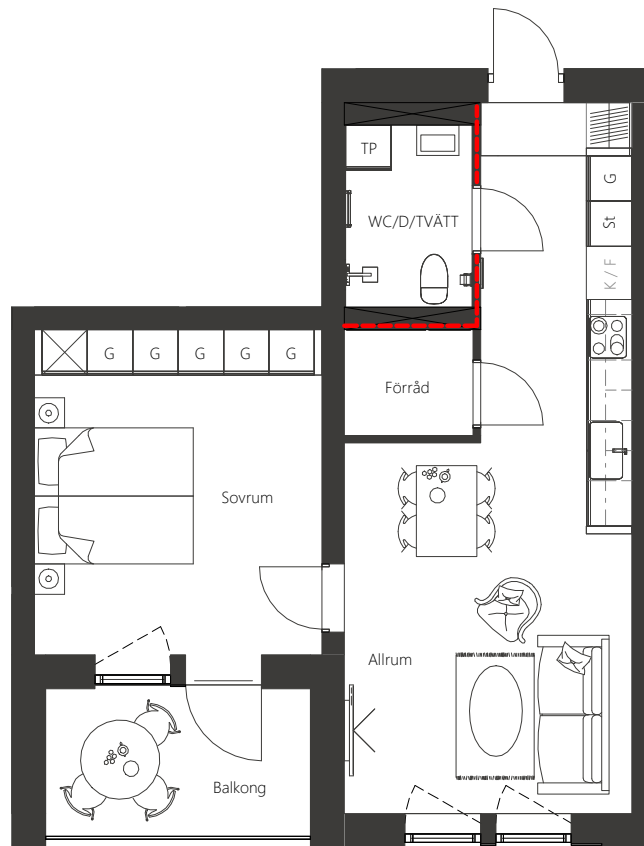 TP
WC/D/TVÄTT
G
St
K / F
G
G
G
G
G
Förråd
Sovrum
Allrum
Balkong